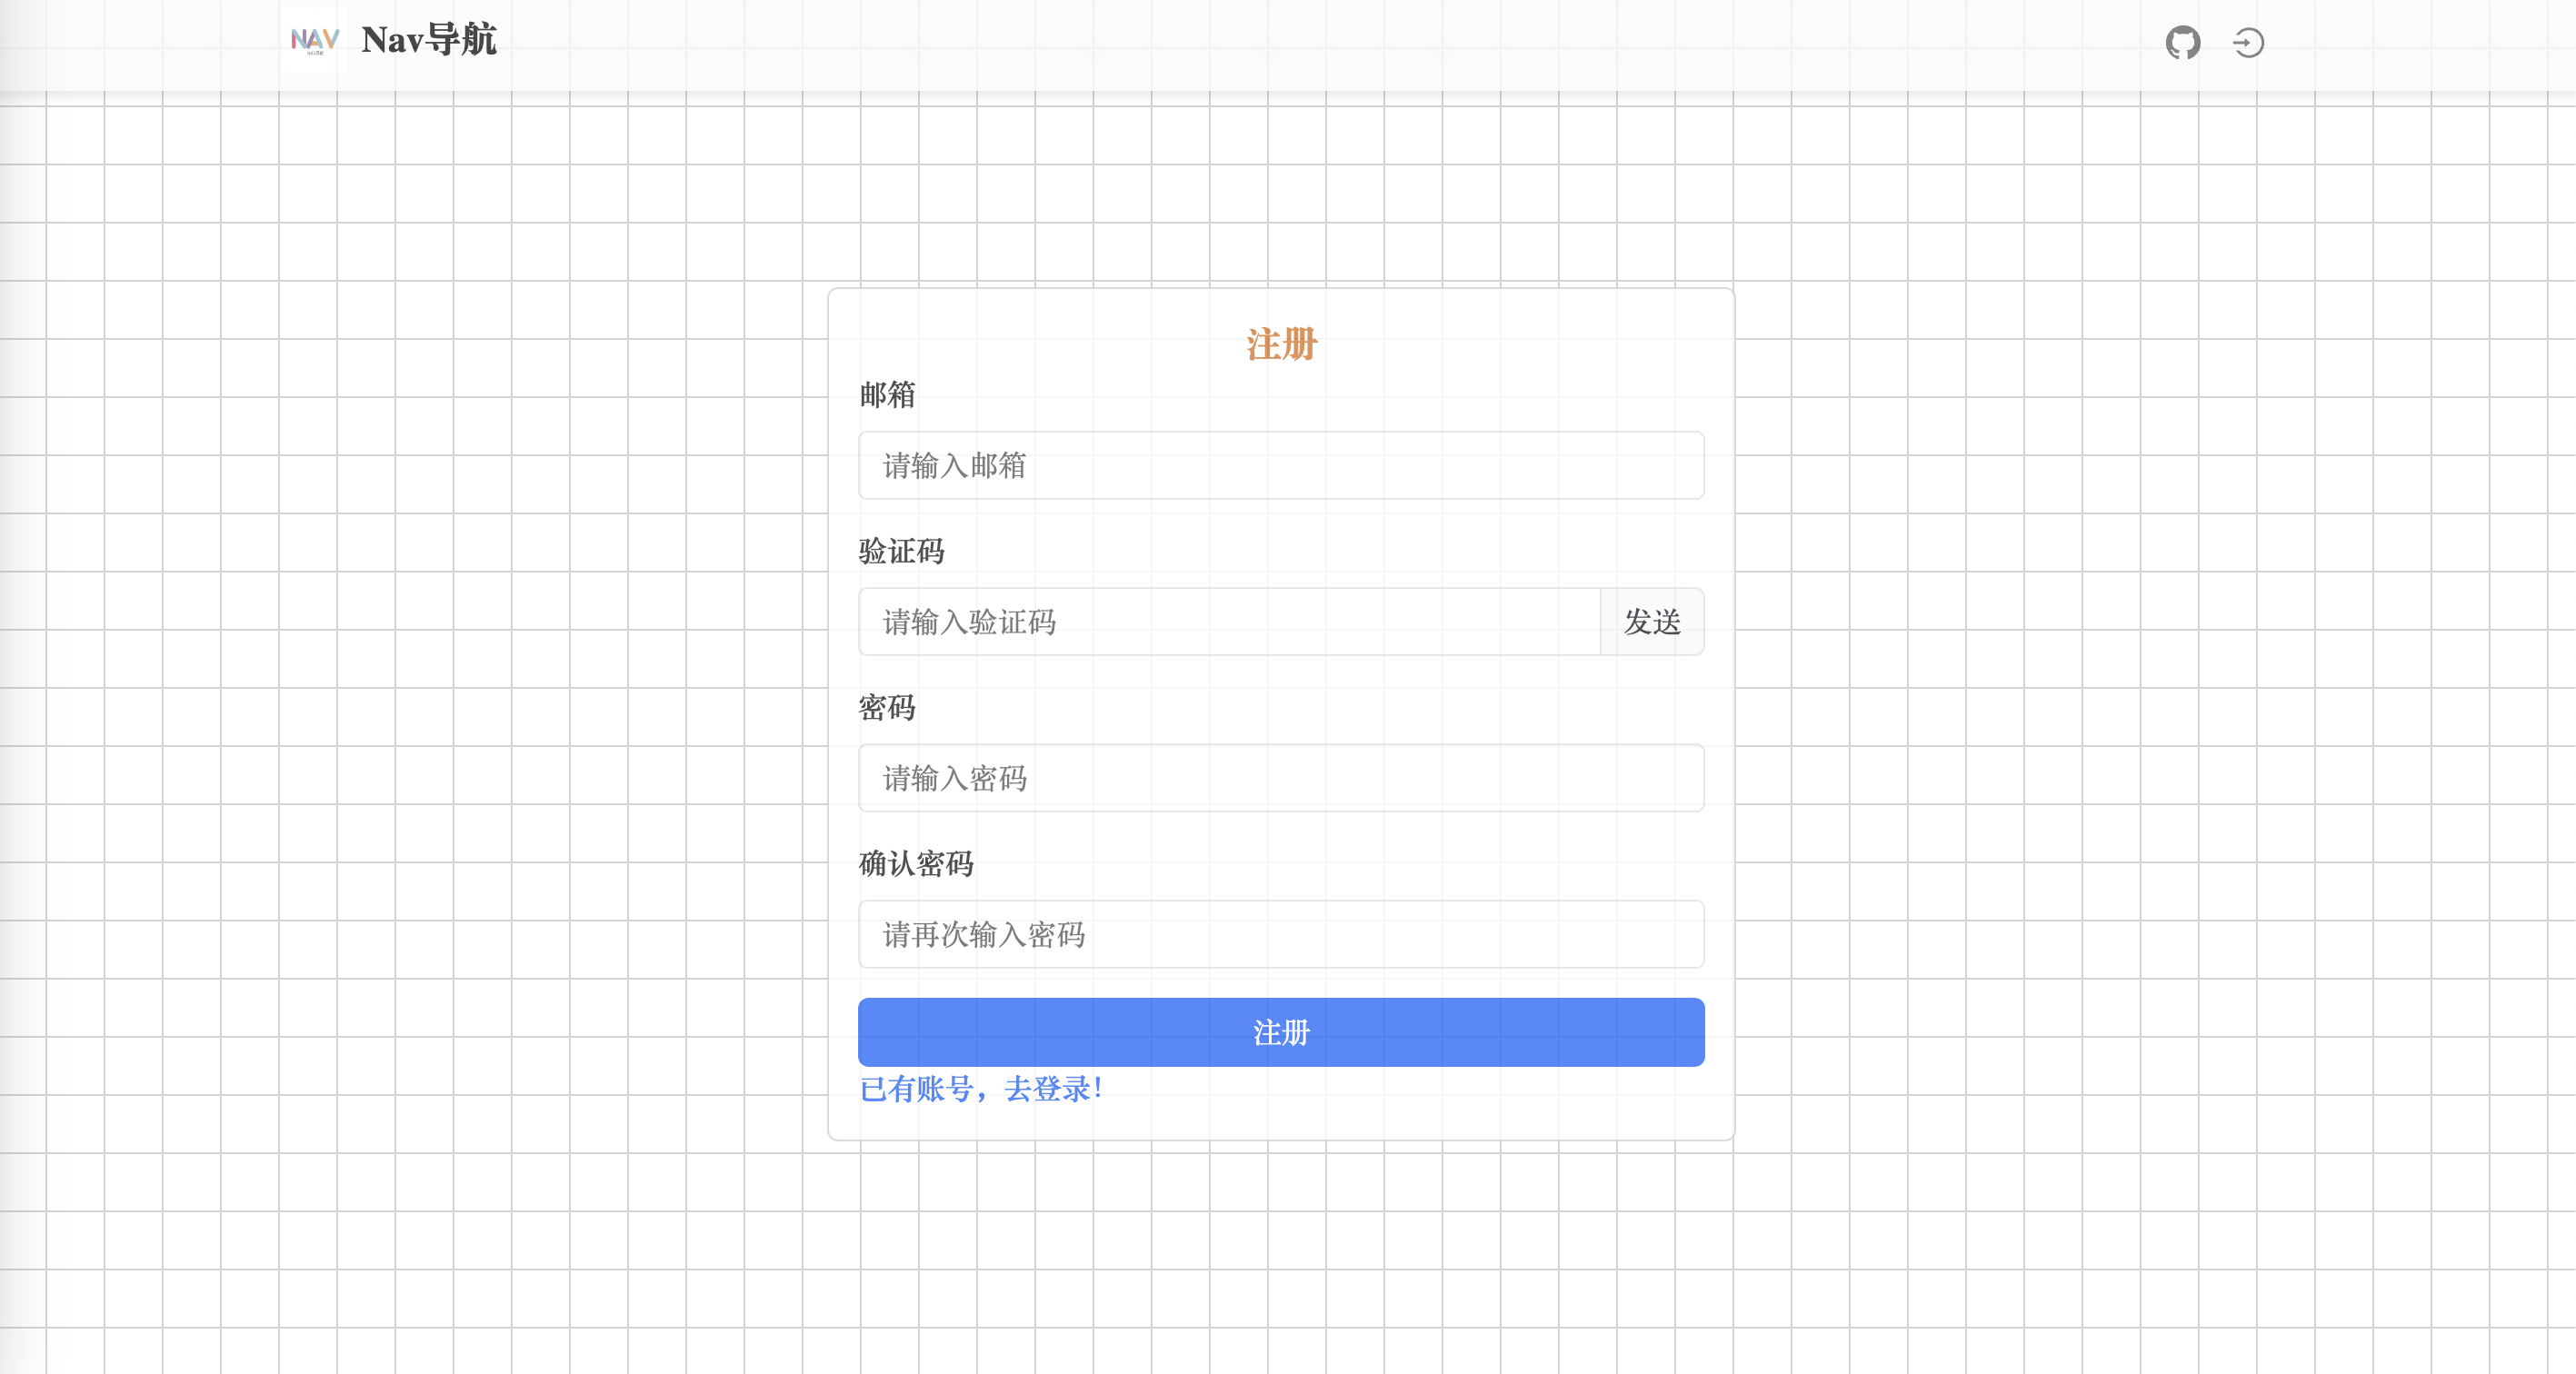 NAV
Nav导航
注册
邮箱
请输入邮箱
验证码
请输入验证码
发送
密码
请输入密码
确认密码
请再次输入密码
注册
已有账号，去登录！